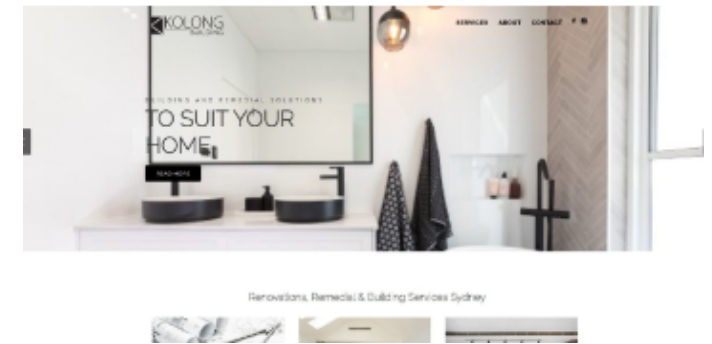 KOLONG
BUILDING
SERVICES ABOUT CONTACT
BUILDING AND REMEDIAL SOLUTIONS
TO SUIT YOUR
HOME
READ MORE
Renovations, Remedial & Building Services Sydney